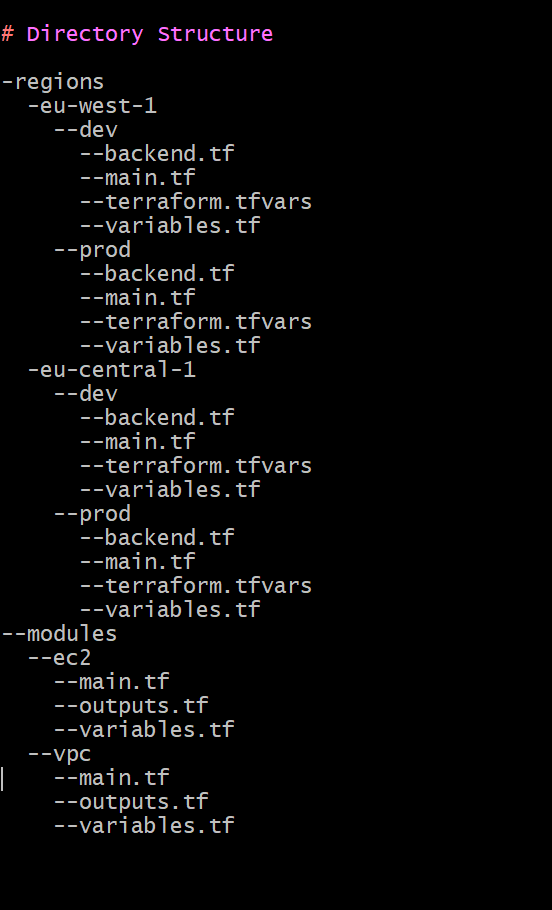 # Directory Structure
-regions
-eu-west-1
--dev
--backend.tf
--main.tf
--terraform.tfvars
--variables.tf
--prod
--backend.tf
--main.tf
--terraform.tfvars
--variables.tf
-eu-central-1
--dev
--backend.tf
--main.tf
--terraform.tfvars
--variables.tf
--prod
--backend.tf
--main.tf
--terraform.tfvars
--variables.tf
--modules
--ec2
--main.tf
--outputs.tf
--variables.tf
--vpc
--main.tf
--outputs.tf
--variables.tf